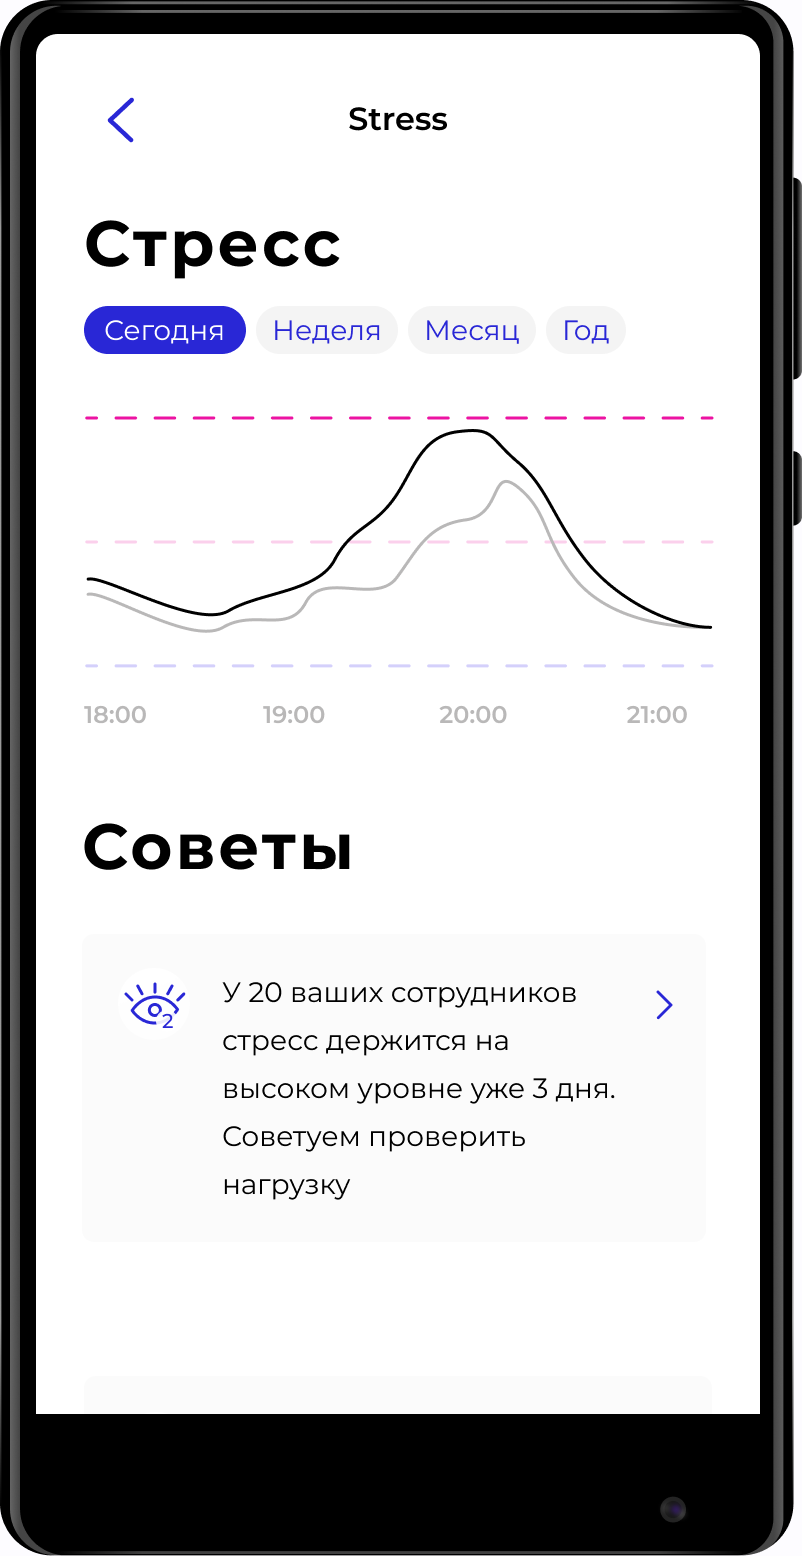 Stress
Стресс
Сегодня Неделя Месяц Год
18:00 19:00 20:00 21:00
Советы
2
У 20 ваших сотрудников
стресс держится на
высоком уровне уже 3 дня.
Советуем проверить
нагрузку